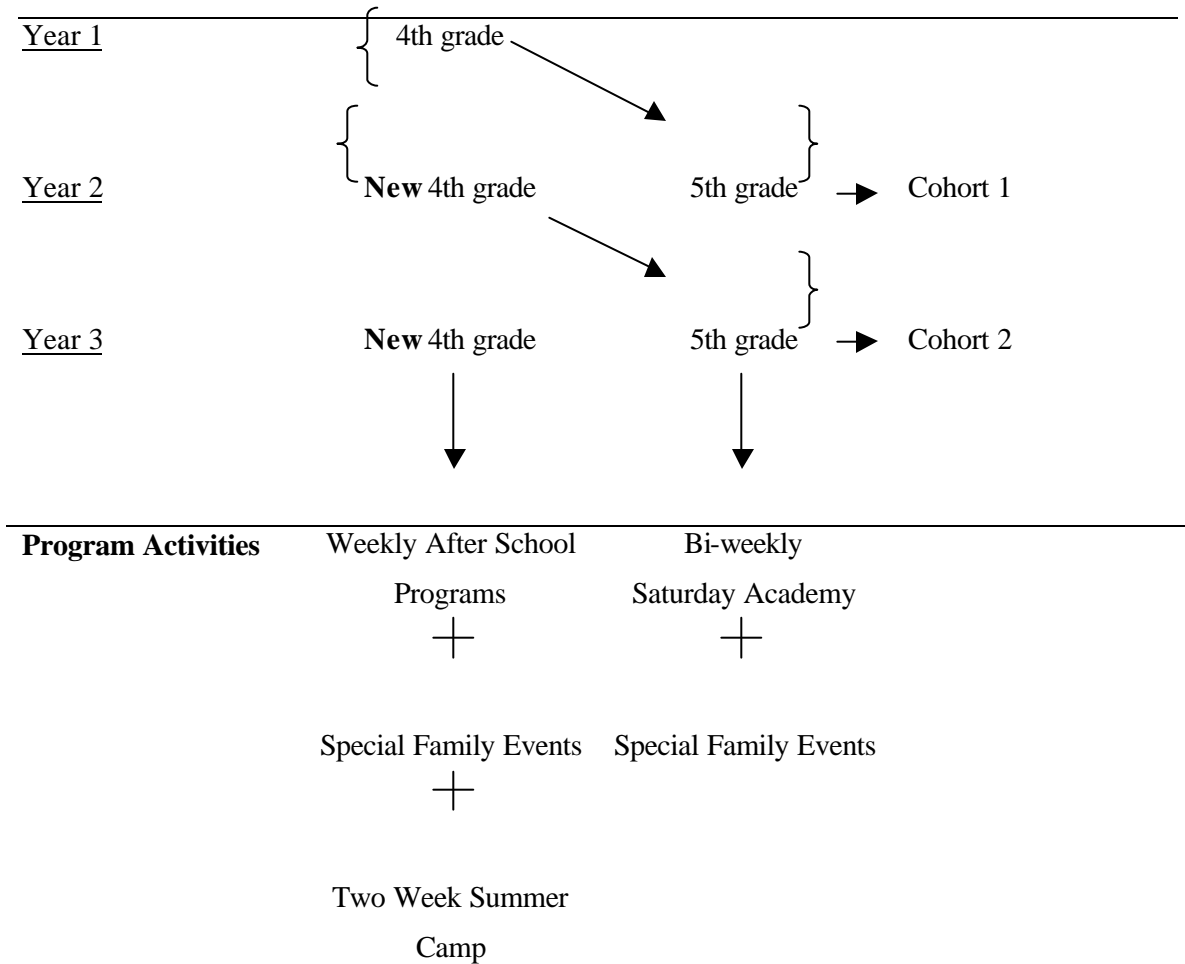 Year 1 4th grade
Year 2 New 4th grade 5th grade Cohort 1
Year 3 New 4th grade 5th grade Cohort 2
Program Activities Weekly After School Bi-weekly
Programs Saturday Academy
Special Family Events Special Family Events
Two Week Summer
Camp